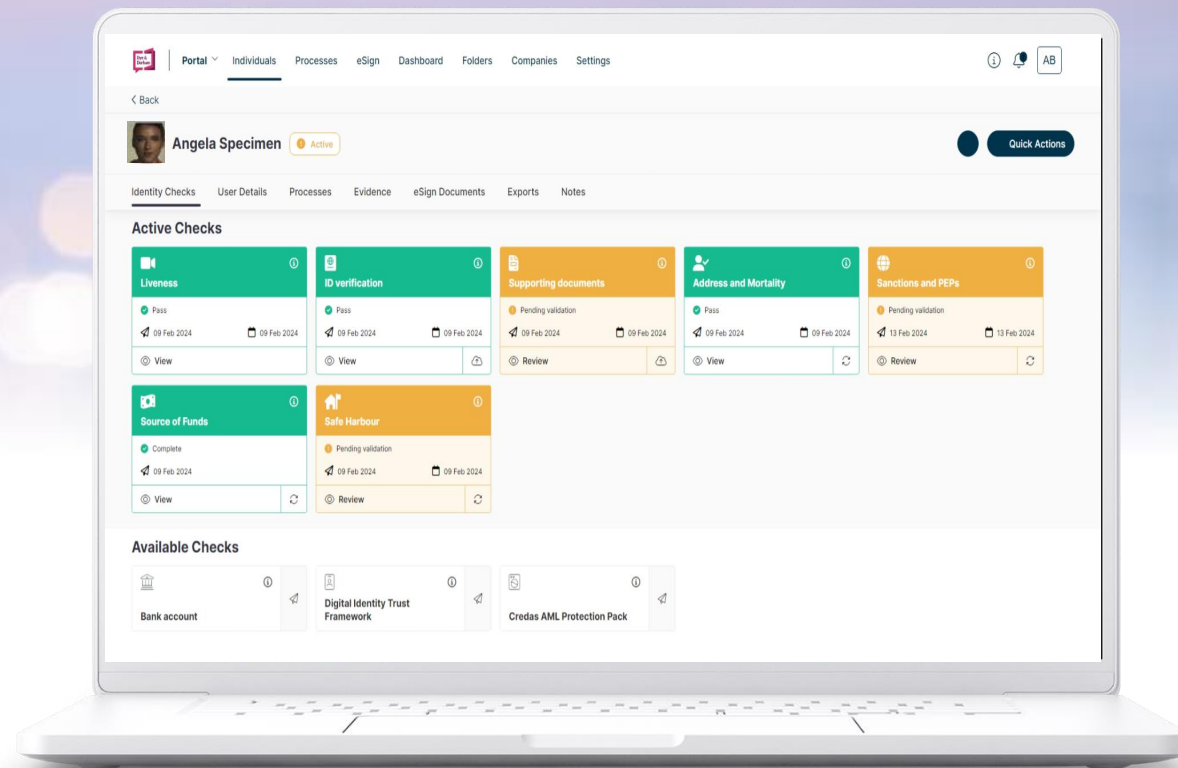 Dye &
Durham
Portal Individuals Processes eSign Dashboard Folders Companies Settings AB
Back
Angela Specimen Active Quick Actions
Identity Checks User Details Processes Evidence eSign Documents Exports Notes
Active Checks
Liveness ID verification Supporting documents Address and Mortality Sanctions and PEPs
Pass Pass Pending validation Pass Pending validation
09 Feb 2024 09 Feb 2024 09 Feb 2024 09 Feb 2024 09 Feb 2024 09 Feb 2024 09 Feb 2024 09 Feb 2024 13 Feb 2024 13 Feb 2024
View View Review View Review
Source of Funds Safe Harbour
Complete Pending validation
09 Feb 2024 09 Feb 2024 09 Feb 2024
View Review
Available Checks
Bank account Digital Identity Trust Credas AML Protection Pack
Framework